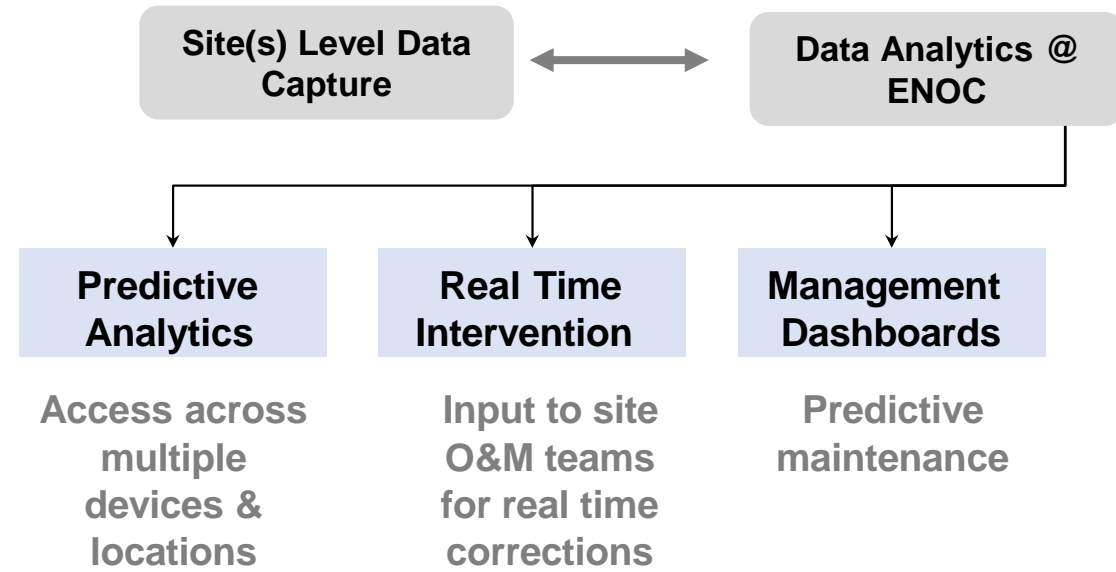 Site(s) Level Data
Capture
Data Analytics @
ENOC
Predictive
Analytics
Real Time
Intervention
Management
Dashboards
Access across
multiple
devices &
locations
Input to site
O&M teams
for real time
corrections
Predictive
maintenance